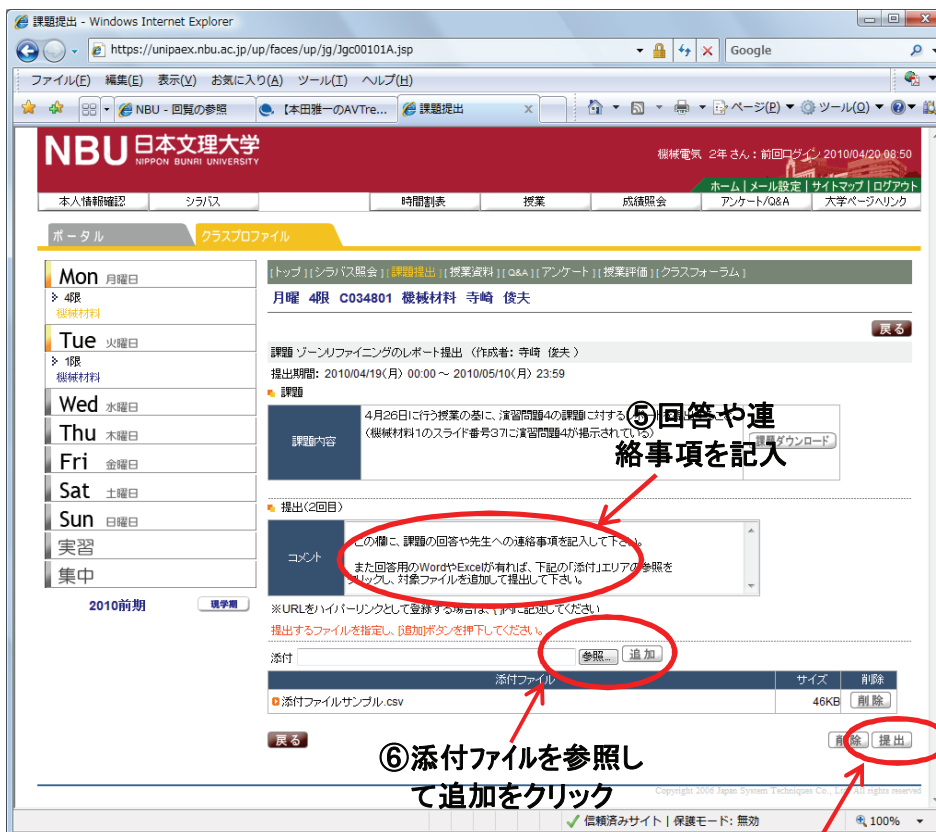 課題提出 - Windows Internet Explorer
https://unipaex.nbu.ac.jp/up/faces/up/jg/Jgc00101A.jsp
Google
ファイル(F) 編集(E) 表示(V) お気に入り(A) ツール(T) ヘルプ(H)
NBU - 回覧の参照
【本田雅一のAVTre...
課題提出
ページ(P)
ツール(O)
NBU 日本文理大学
NIPPON BUNRI UNIVERSITY
機械電気 2年 さん : 前回ログイン 2010/04/20 08:50
ホーム | メール設定 | サイトマップ | ログアウト
本人情報確認 シラバス 時間割表 授業 成績照会 アンケート/Q&A 大学ページへリンク
ポータル クラスプロファイル
Mon 月曜日
4限
機械材料
Tue 火曜日
1限
機械材料
Wed 水曜日
Thu 木曜日
Fri 金曜日
Sat 土曜日
Sun 日曜日
実習
集中
2010前期 現学期
[トップ] [シラバス照会] [課題提出] [授業資料] [Q&A] [アンケート] [授業評価] [クラスフォーラム]
月曜 4限 C034801 機械材料 寺崎 俊夫
戻る
課題 ゾーンリファイニングのレポート提出 (作成者: 寺崎 俊夫)
提出期間: 2010/04/19(月) 00:00 ~ 2010/05/10(月) 23:59
課題
課題内容
4月26日に行う授業の基に、演習問題4の課題に対する
(機械材料1のスライド番号37に演習問題4が掲示されている)
課題ダウンロード
⑤回答や連
絡事項を記入
提出(2回目)
コメント
この欄に、課題の回答や先生への連絡事項を記入して下さい。
また回答用のWordやExcelが有れば、下記の「添付」エリアの参照を
クリックし、対象ファイルを追加して提出して下さい。
※URLをハイパーリンクとして登録する場合は、[]内に記述してください
提出するファイルを指定し、[追加]ボタンを押下してください。
添付 参照... 追加
添付ファイル サイズ 削除
添付ファイルサンプル.csv 46KB 削除
戻る 削除 提出
⑥添付ファイルを参照し
て追加をクリック
Copyright 2006 Japan System Techniques Co., Ltd. All rights reserved
信頼済みサイト | 保護モード: 無効 100%